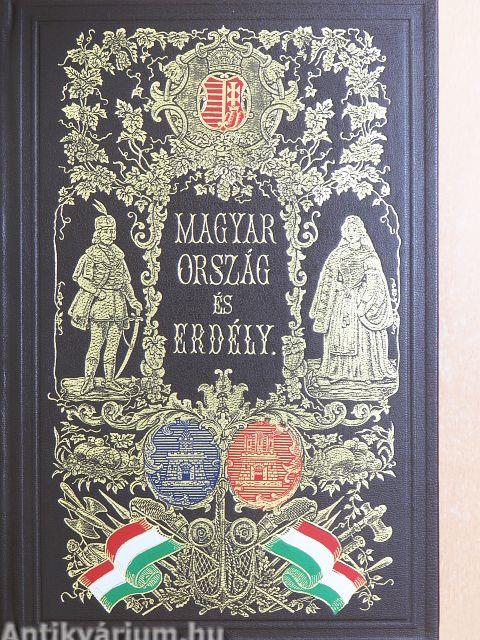 MAGYAR
ORSZÁG
ÉS
ERDÉLY.
Antikvárium.hu